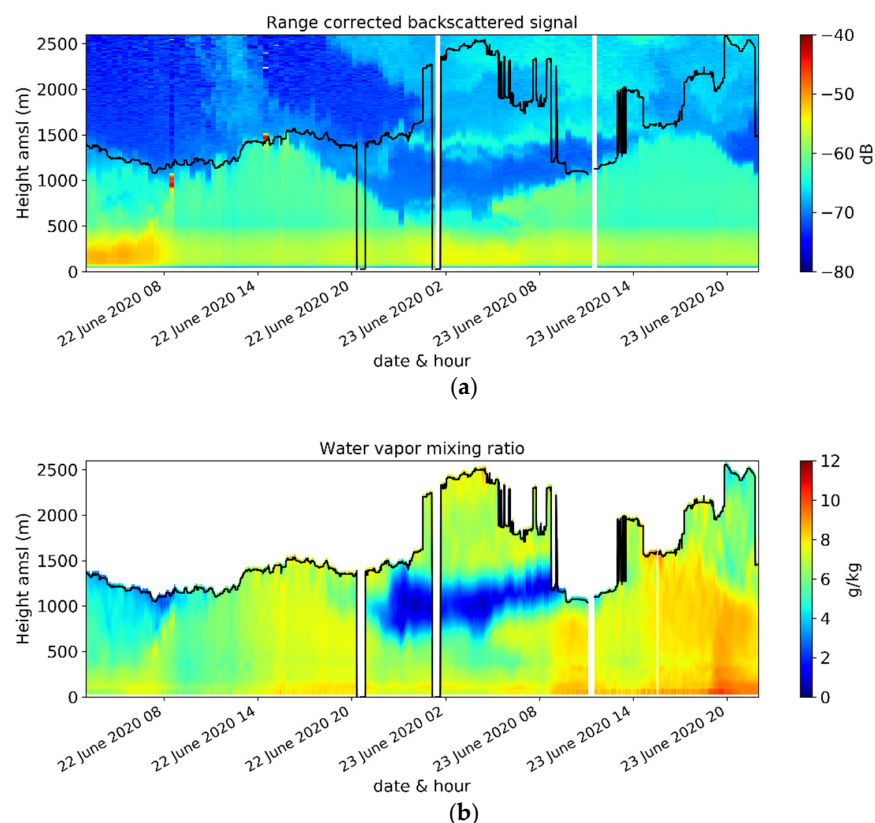 Range corrected backscattered signal
Height amsl (m)
2500
2000
1500
1000
500
0
22 June 2020 08
22 June 2020 14
22 June 2020 20
23 June 2020 02
23 June 2020 08
23 June 2020 14
23 June 2020 20
date & hour
−40
−50
−60
−70
−80
dB
(a)
Water vapor mixing ratio
Height amsl (m)
2500
2000
1500
1000
500
0
22 June 2020 08
22 June 2020 14
22 June 2020 20
23 June 2020 02
23 June 2020 08
23 June 2020 14
23 June 2020 20
date & hour
12
10
8
6
4
2
0
g/kg
(b)